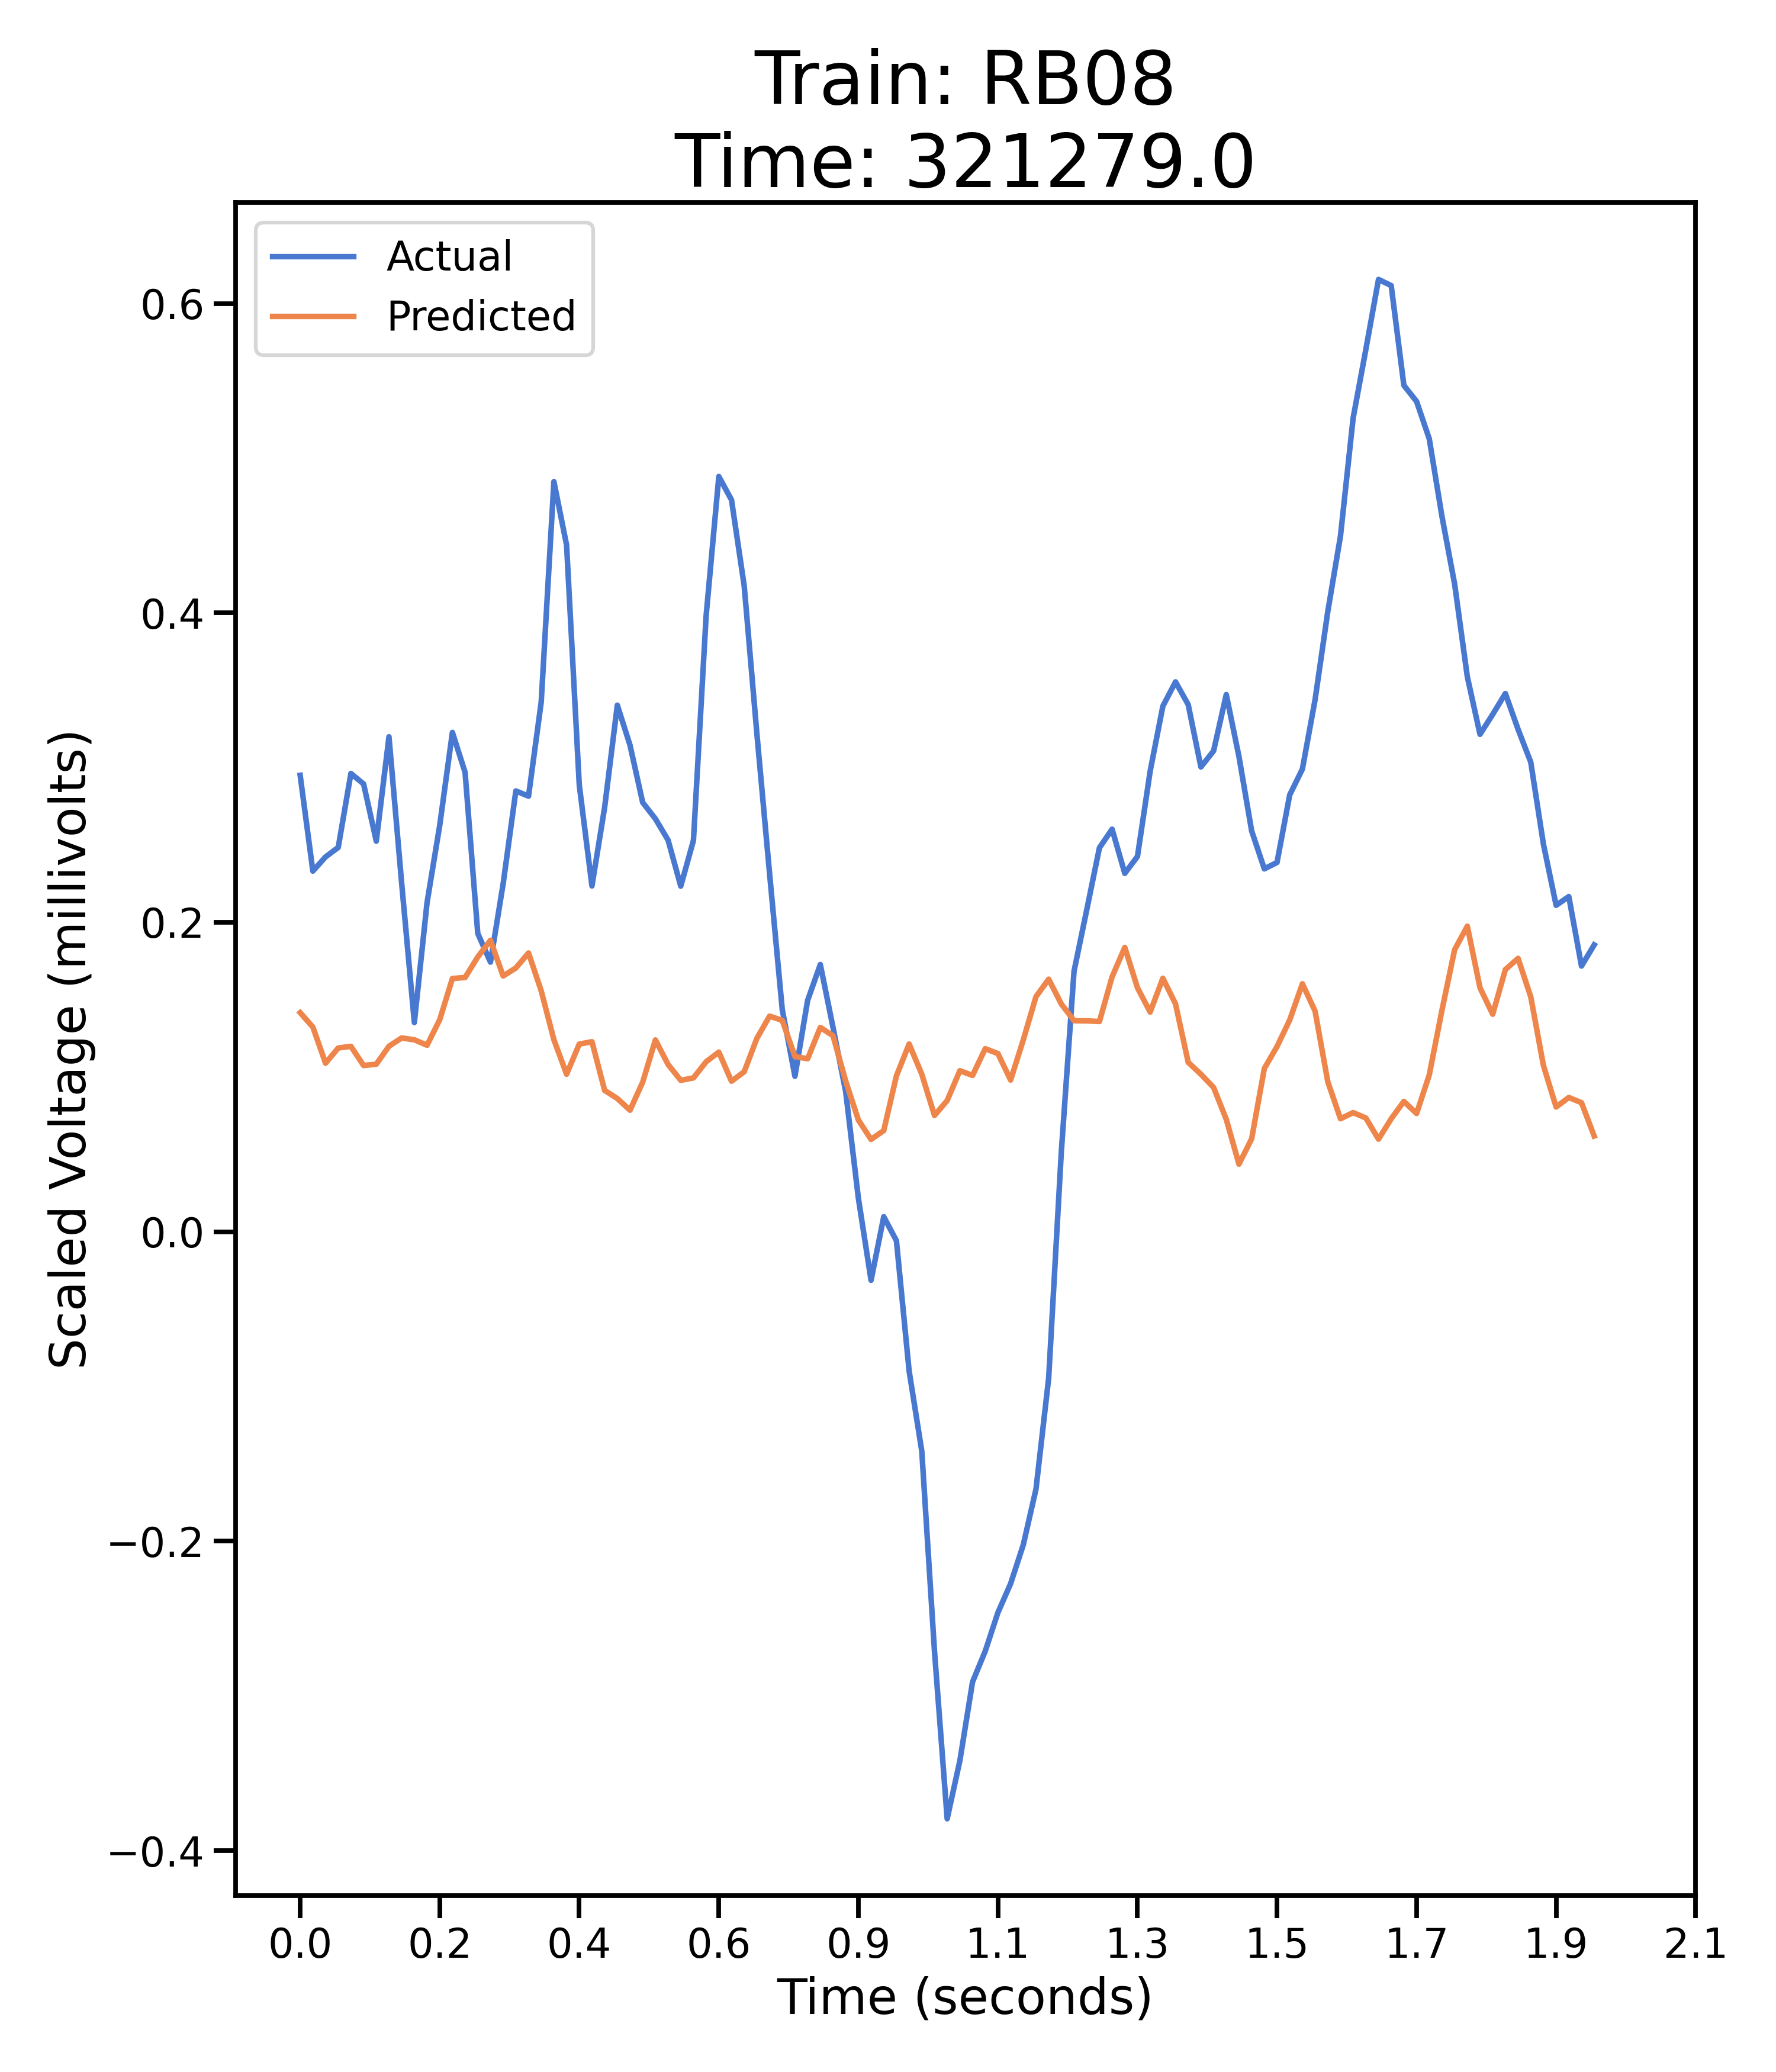 Train: RB08
Time: 321279.0
Actual
Predicted
Scaled Voltage (millivolts)
0.6
0.4
0.2
0.0
−0.2
−0.4
0.0 0.2 0.4 0.6 0.9 1.1 1.3 1.5 1.7 1.9 2.1
Time (seconds)